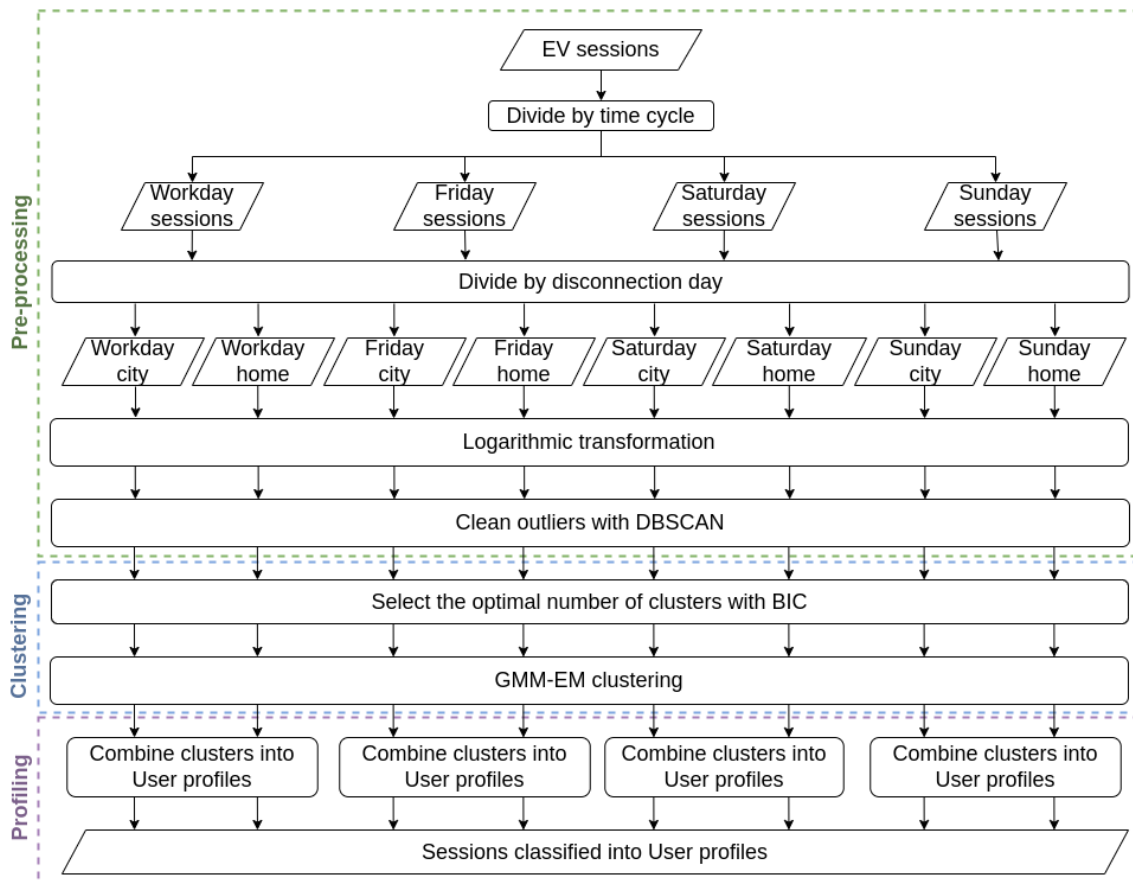 EV sessions
Divide by time cycle
Workday
sessions
Friday
sessions
Saturday
sessions
Sunday
sessions
Pre-processing
Divide by disconnection day
Workday
city
Workday
home
Friday
city
Friday
home
Saturday
city
Saturday
home
Sunday
city
Sunday
home
Logarithmic transformation
Clean outliers with DBSCAN
Clustering
Select the optimal number of clusters with BIC
GMM-EM clustering
Profiling
Combine clusters into
User profiles
Combine clusters into
User profiles
Combine clusters into
User profiles
Combine clusters into
User profiles
Sessions classified into User profiles